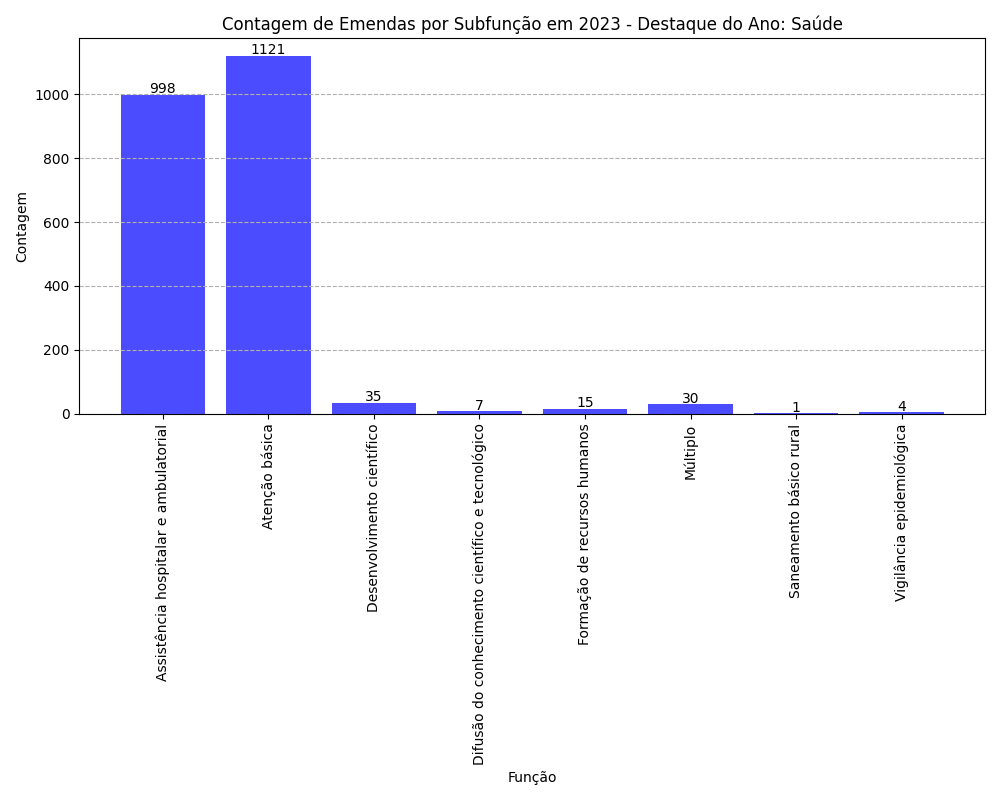 Contagem de Emendas por Subfunção em 2023 - Destaque do Ano: Saúde
Contagem
1000
800
600
400
200
0
998
1121
35
7
15
30
1
4
Assistência hospitalar e ambulatorial
Atenção básica
Desenvolvimento científico
Difusão do conhecimento científico e tecnológico
Formação de recursos humanos
Múltiplo
Saneamento básico rural
Vigilância epidemiológica
Função